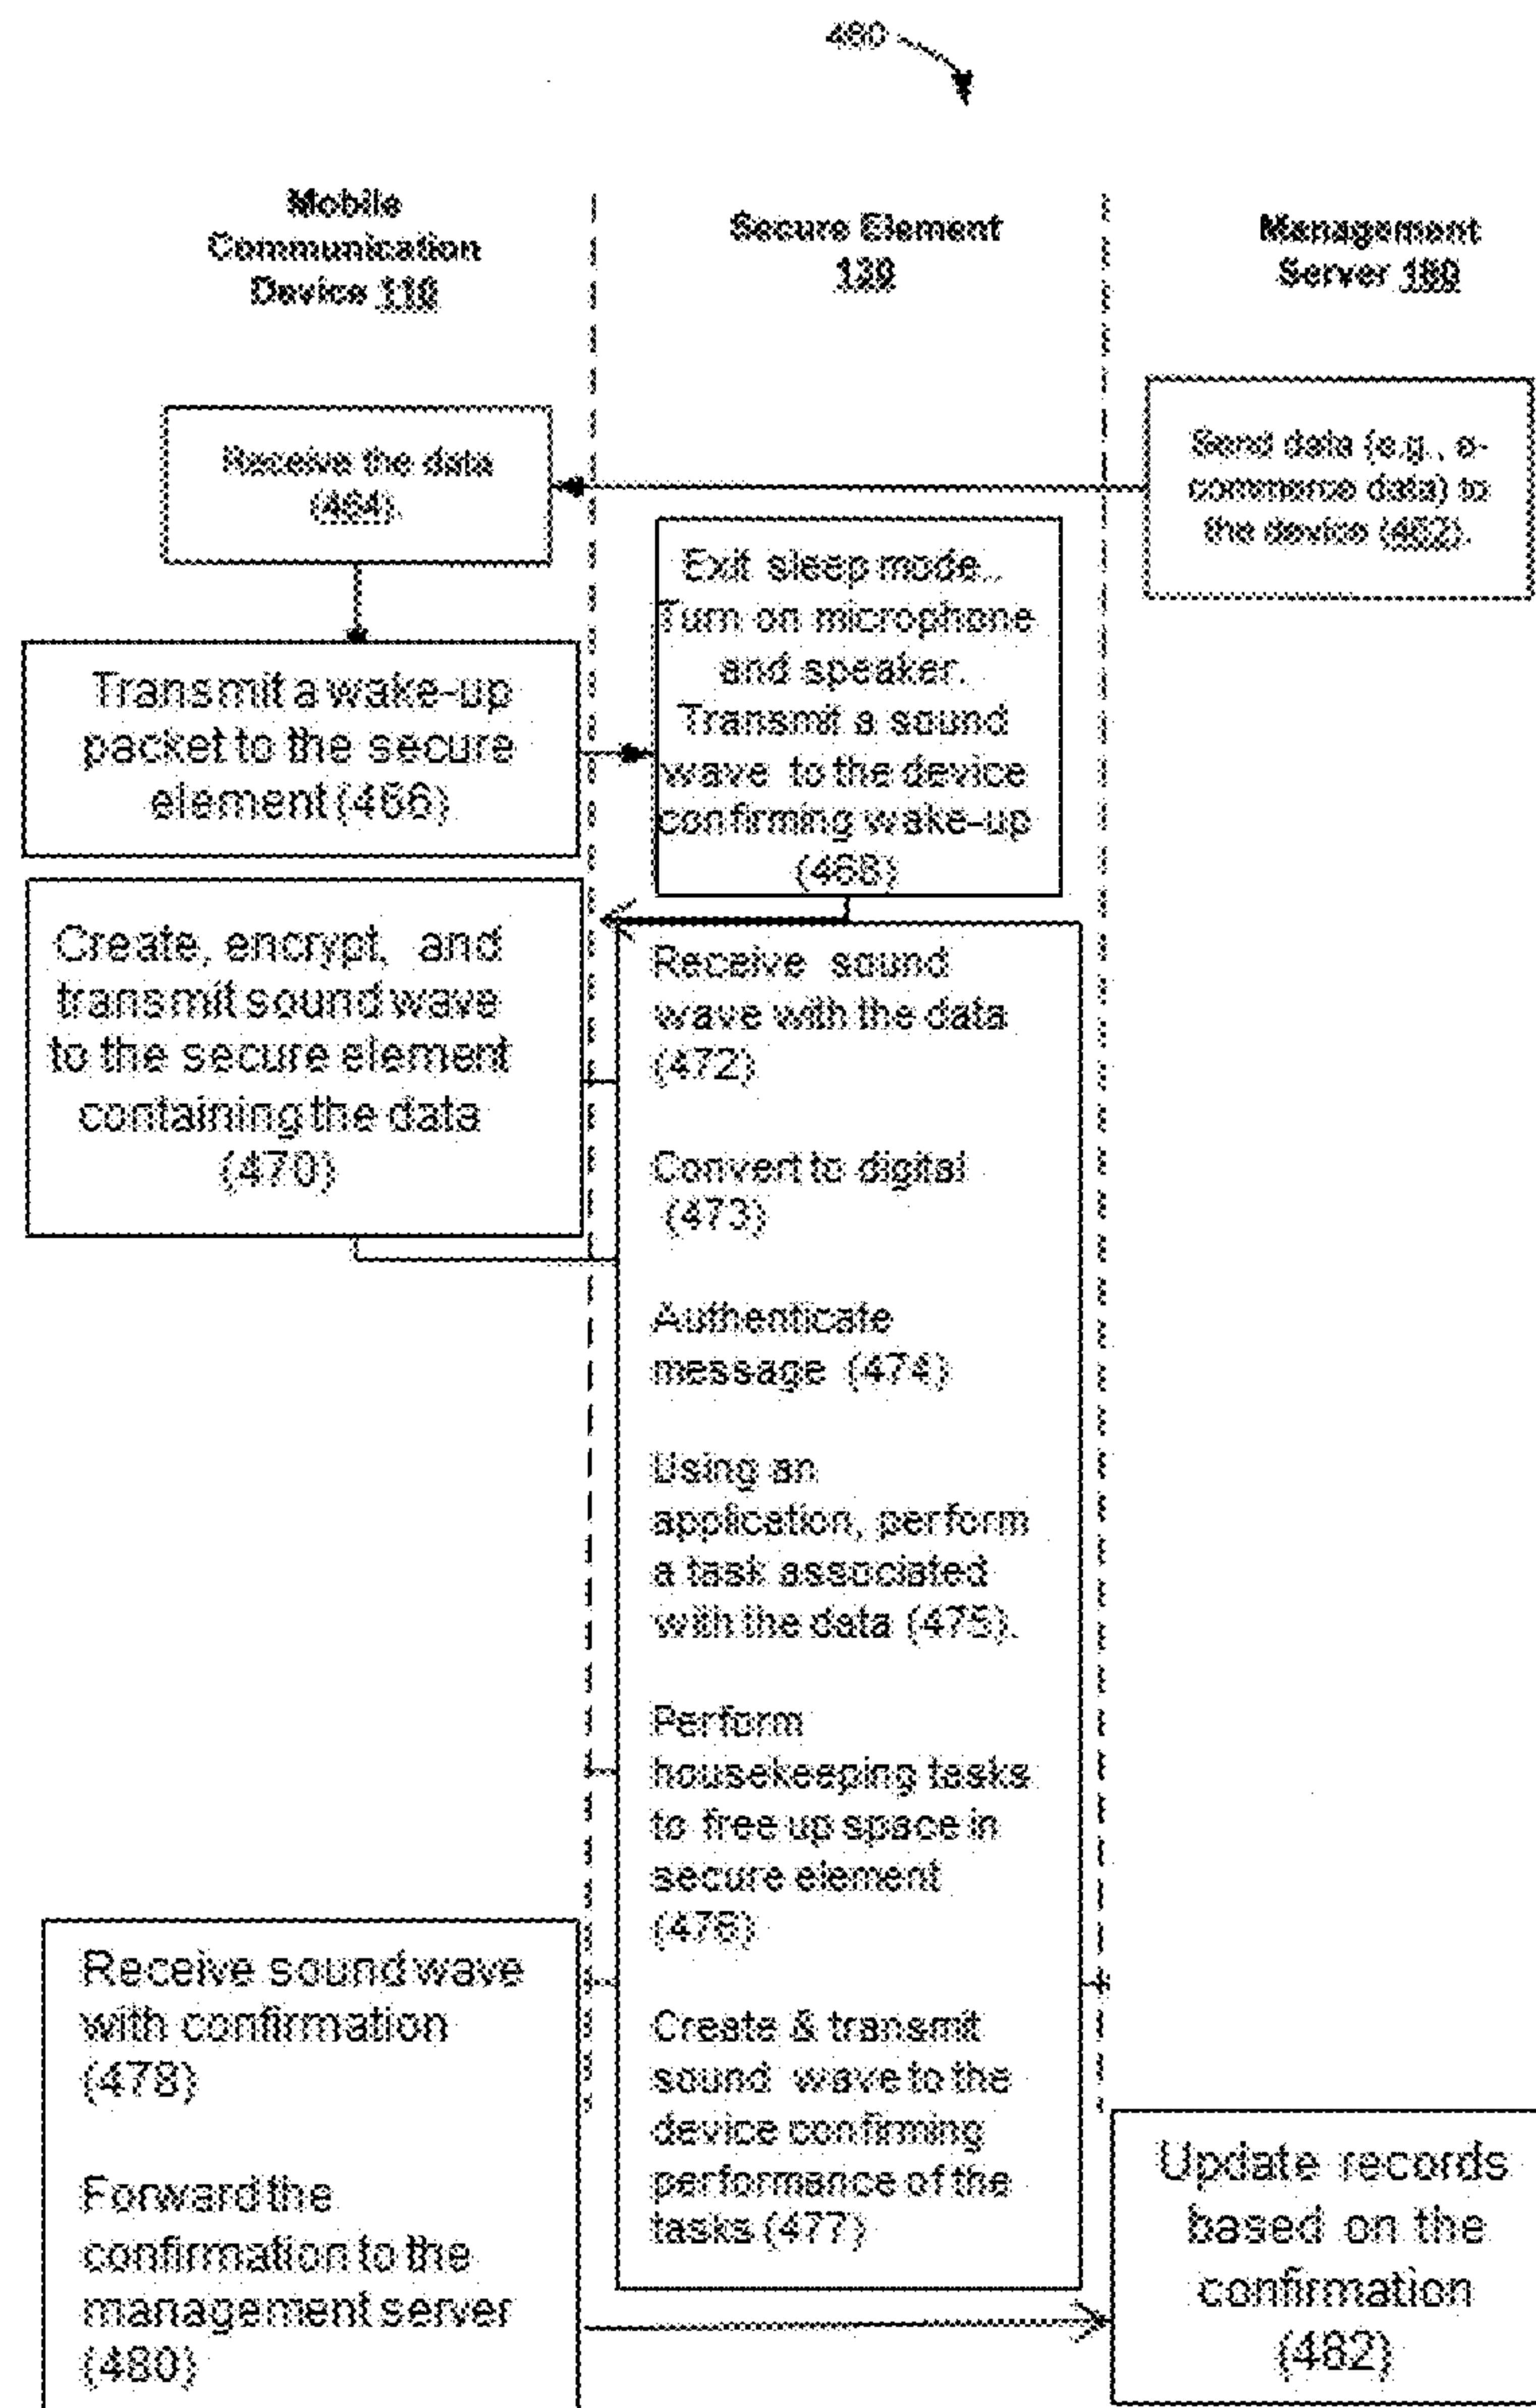 480
Mobile
Communication
Device 110
Secure Element
120
Management
Server 180
Receive the data
(464).
Send data (e.g., e-
commerce data) to
the device (462).
Exit sleep mode.
Turn on microphone
and speaker.
Transmit a sound
wave to the device
confirming wake-up
(468)
Transmit a wake-up
packet to the secure
element (466)
Create, encrypt, and
transmit sound wave
to the secure element
containing the data
(470)
Receive sound
wave with the data
(472)
Convert to digital
(473)
Authenticate
message (474)
Using an
application, perform
a task associated
with the data (475).
Perform
housekeeping tasks
to free up space in
secure element
(476)
Create & transmit
sound wave to the
device confirming
performance of the
tasks (477)
Receive sound wave
with confirmation
(478)
Forward the
confirmation to the
management server
(480)
Update records
based on the
confirmation
(482)